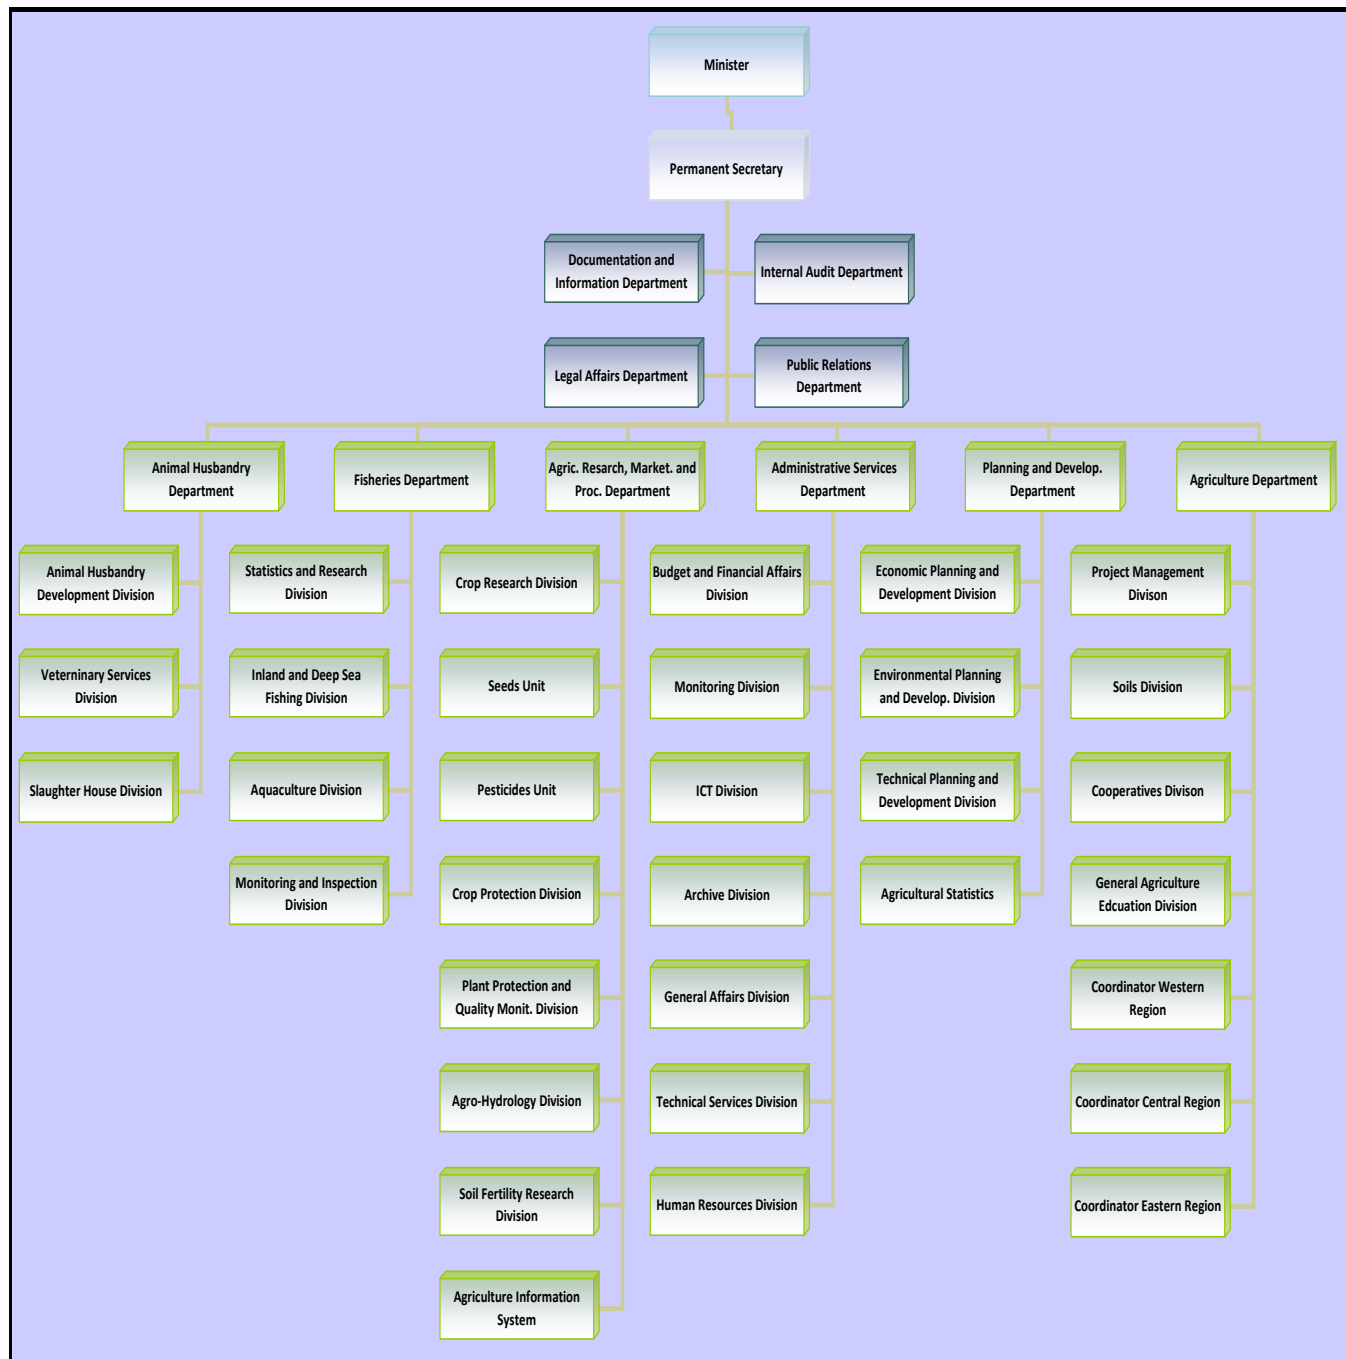 Minister
Permanent Secretary
Documentation and
Information Department
Internal Audit Department
Legal Affairs Department
Public Relations
Department
Animal Husbandry
Department
Fisheries Department
Agric. Resarch, Market. and
Proc. Department
Administrative Services
Department
Planning and Develop.
Department
Agriculture Department
Animal Husbandry
Development Division
Veterninary Services
Division
Slaughter House Division
Statistics and Research
Division
Inland and Deep Sea
Fishing Division
Aquaculture Division
Monitoring and Inspection
Division
Crop Research Division
Seeds Unit
Pesticides Unit
Crop Protection Division
Plant Protection and
Quality Monit. Division
Agro-Hydrology Division
Soil Fertility Research
Division
Agriculture Information
System
Budget and Financial Affairs
Division
Monitoring Division
ICT Division
Archive Division
General Affairs Division
Technical Services Division
Human Resources Division
Economic Planning and
Development Division
Environmental Planning
and Develop. Division
Technical Planning and
Development Division
Agricultural Statistics
Project Management
Divison
Soils Division
Cooperatives Divison
General Agriculture
Edcuation Division
Coordinator Western
Region
Coordinator Central Region
Coordinator Eastern Region